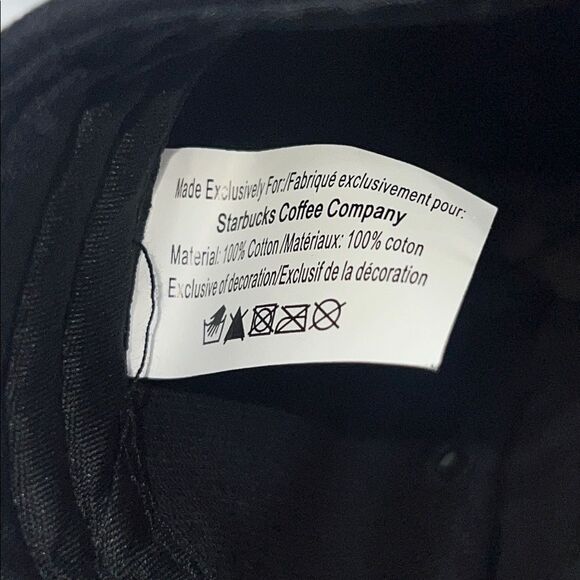 Made Exclusively For:/Fabriqué exclusivement pour:
Starbucks Coffee Company
Material: 100% Cotton/Matériaux: 100% coton
Exclusive of decoration/Exclusif de la décoration